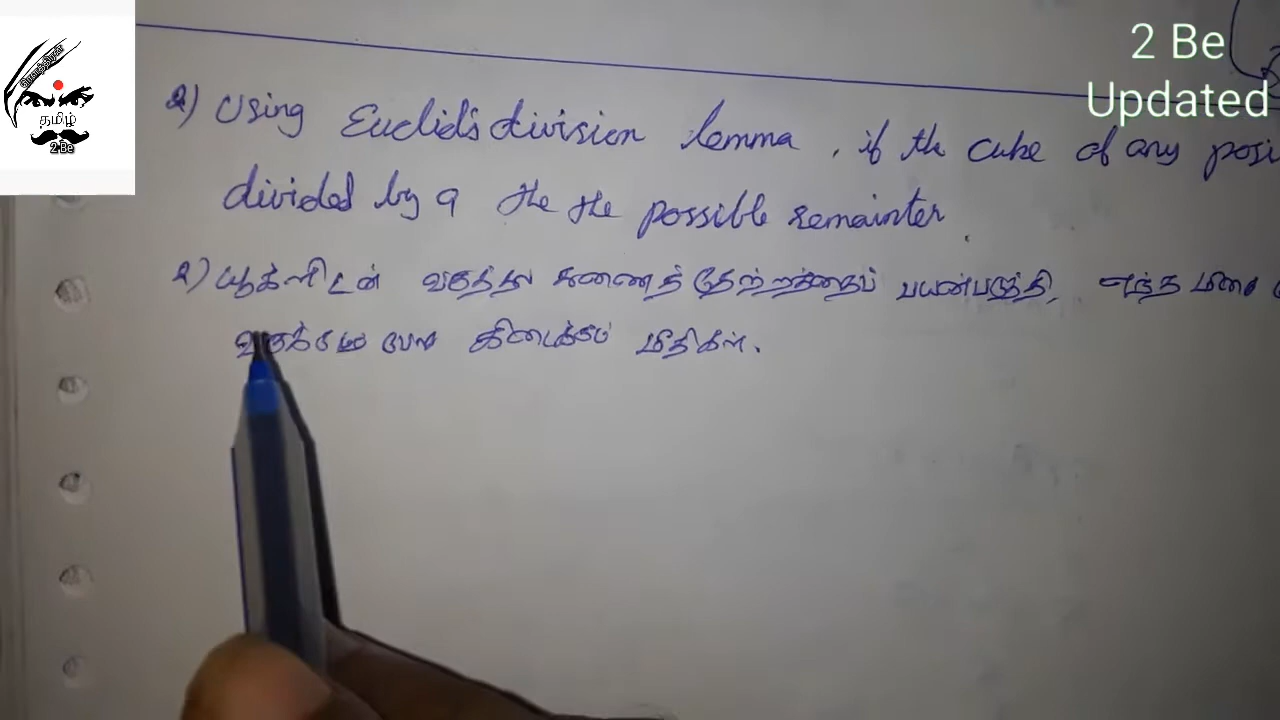 2 Be
Updated
தமிழ்
2 Be
2) Using Euclid's division lemma, if the cube of any posi
divided by 9 the the possible remainter.
2) யூக்ளிடின் வகுத்து துணைத் தேற்றத்தைப் பயன்படுத்தி, எந்த மிகை
வகுக்கும் போது கிடைக்கும் மீதிகள்.